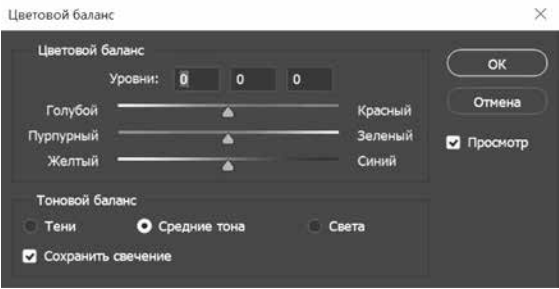 Цветовой баланс
Цветовой баланс
Уровни: 0 0 0
OK
Голубой Красный
Отмена
Пурпурный Зеленый
Просмотр
Желтый Синий
Тоновой баланс
Тени Средние тона Света
Сохранить свечение